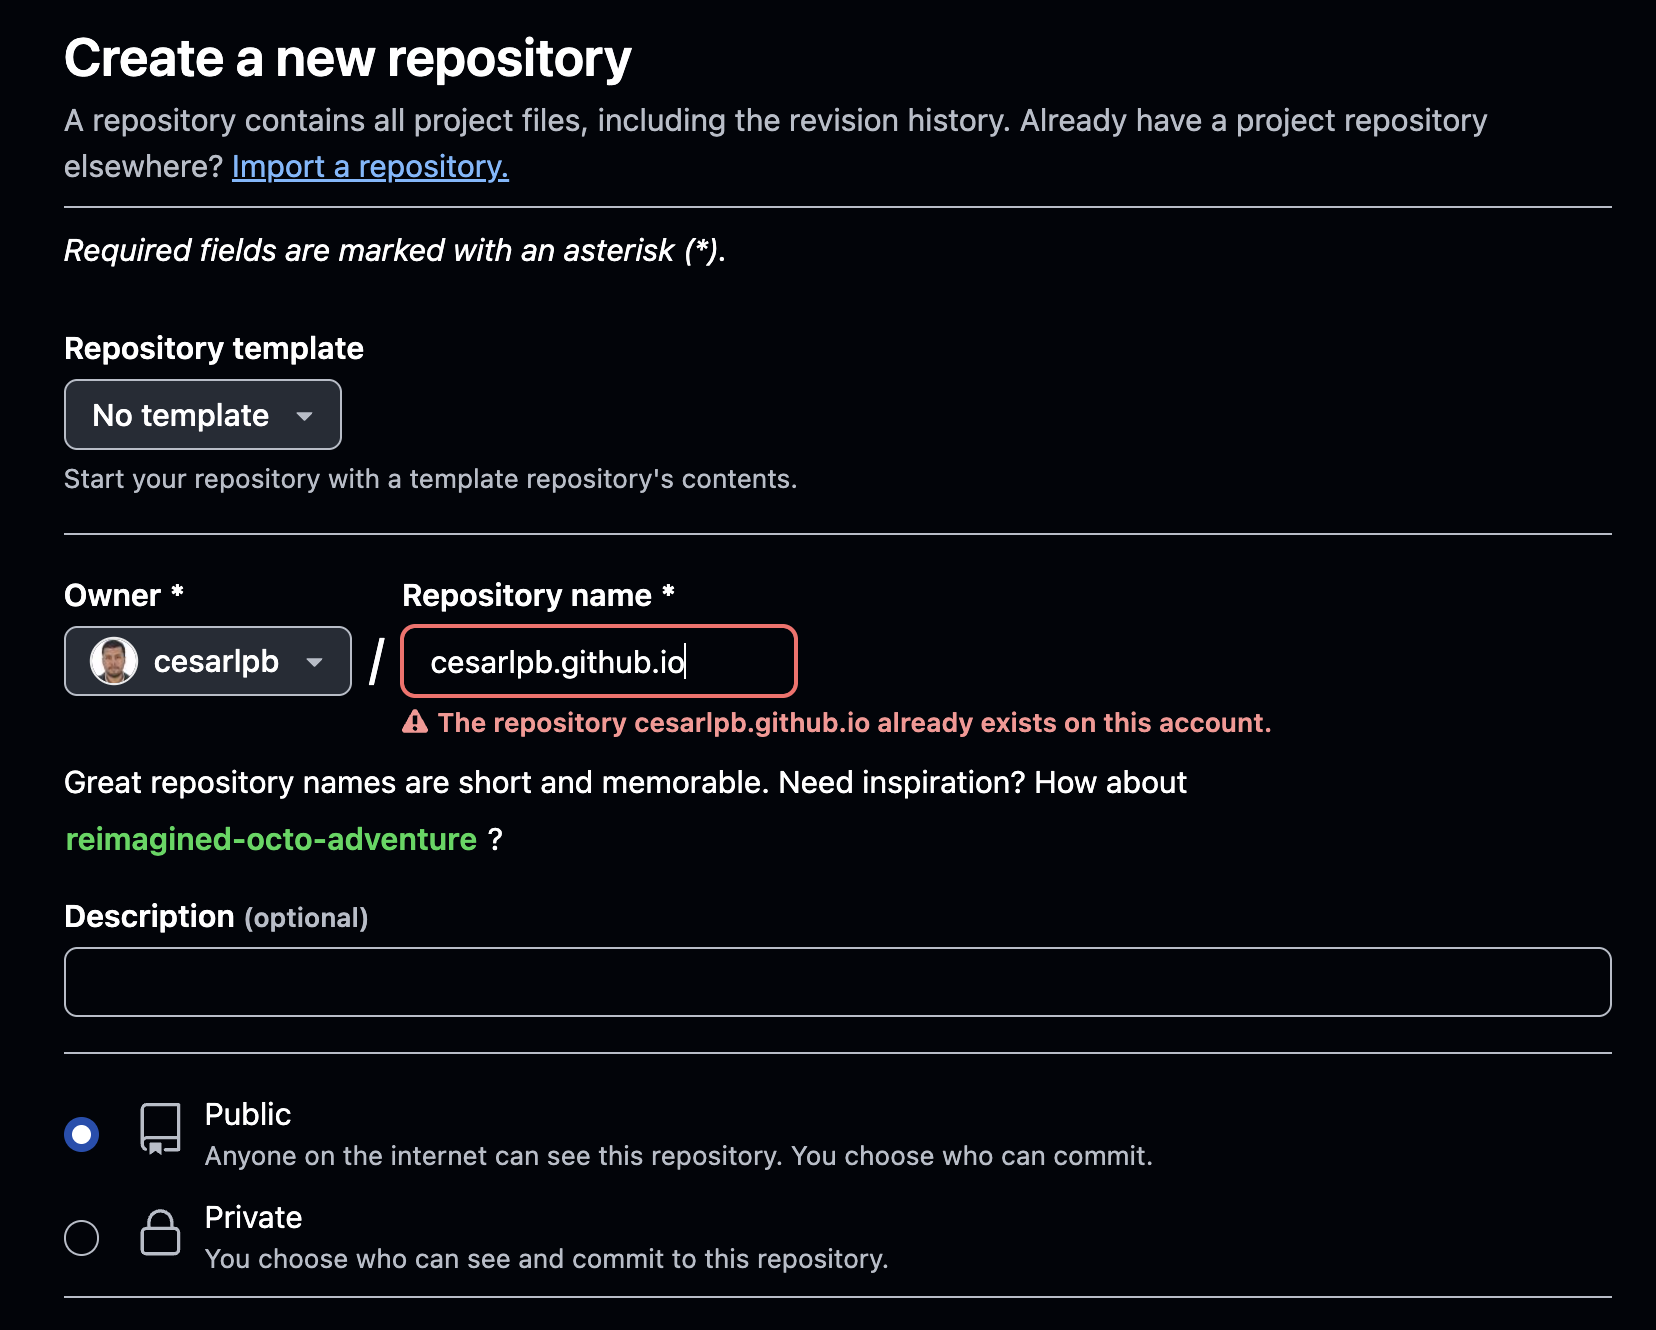 Create a new repository
A repository contains all project files, including the revision history. Already have a project repository
elsewhere? Import a repository.
Required fields are marked with an asterisk (*).
Repository template
No template
Start your repository with a template repository's contents.
Owner *
Repository name *
cesarlpb
/
cesarlpb.github.io
The repository cesarlpb.github.io already exists on this account.
Great repository names are short and memorable. Need inspiration? How about
reimagined-octo-adventure ?
Description (optional)
Public
Anyone on the internet can see this repository. You choose who can commit.
Private
You choose who can see and commit to this repository.